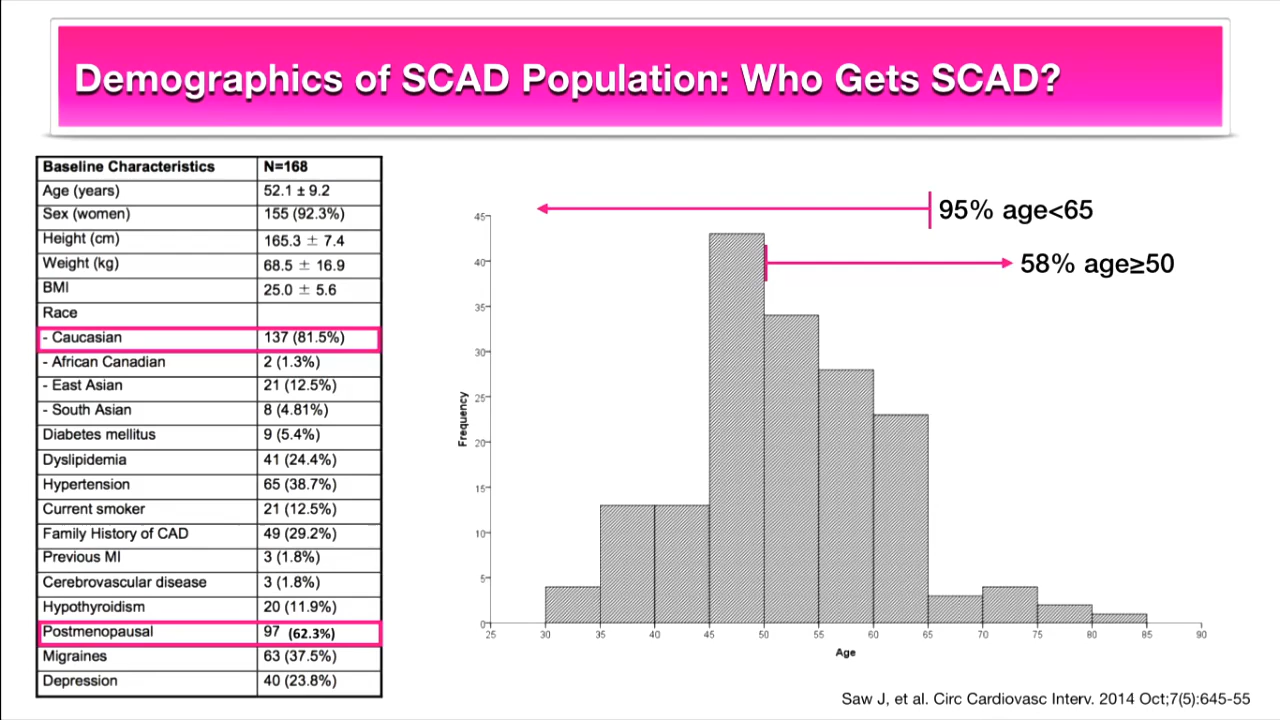 Demographics of SCAD Population: Who Gets SCAD?
Baseline Characteristics N=168
Age (years) 52.1 ± 9.2
Sex (women) 155 (92.3%)
Height (cm) 165.3 ± 7.4
Weight (kg) 68.5 ± 16.9
BMI 25.0 ± 5.6
Race
- Caucasian 137 (81.5%)
- African Canadian 2 (1.3%)
- East Asian 21 (12.5%)
- South Asian 8 (4.81%)
Diabetes mellitus 9 (5.4%)
Dyslipidemia 41 (24.4%)
Hypertension 65 (38.7%)
Current smoker 21 (12.5%)
Family History of CAD 49 (29.2%)
Previous MI 3 (1.8%)
Cerebrovascular disease 3 (1.8%)
Hypothyroidism 20 (11.9%)
Postmenopausal 97 (62.3%)
Migraines 63 (37.5%)
Depression 40 (23.8%)
95% age<65
58% age≥50
Frequency
45
40
35
30
25
20
15
10
5
0
25 30 35 40 45 50 55 60 65 70 75 80 85 90
Age
Saw J, et al. Circ Cardiovasc Interv. 2014 Oct;7(5):645-55